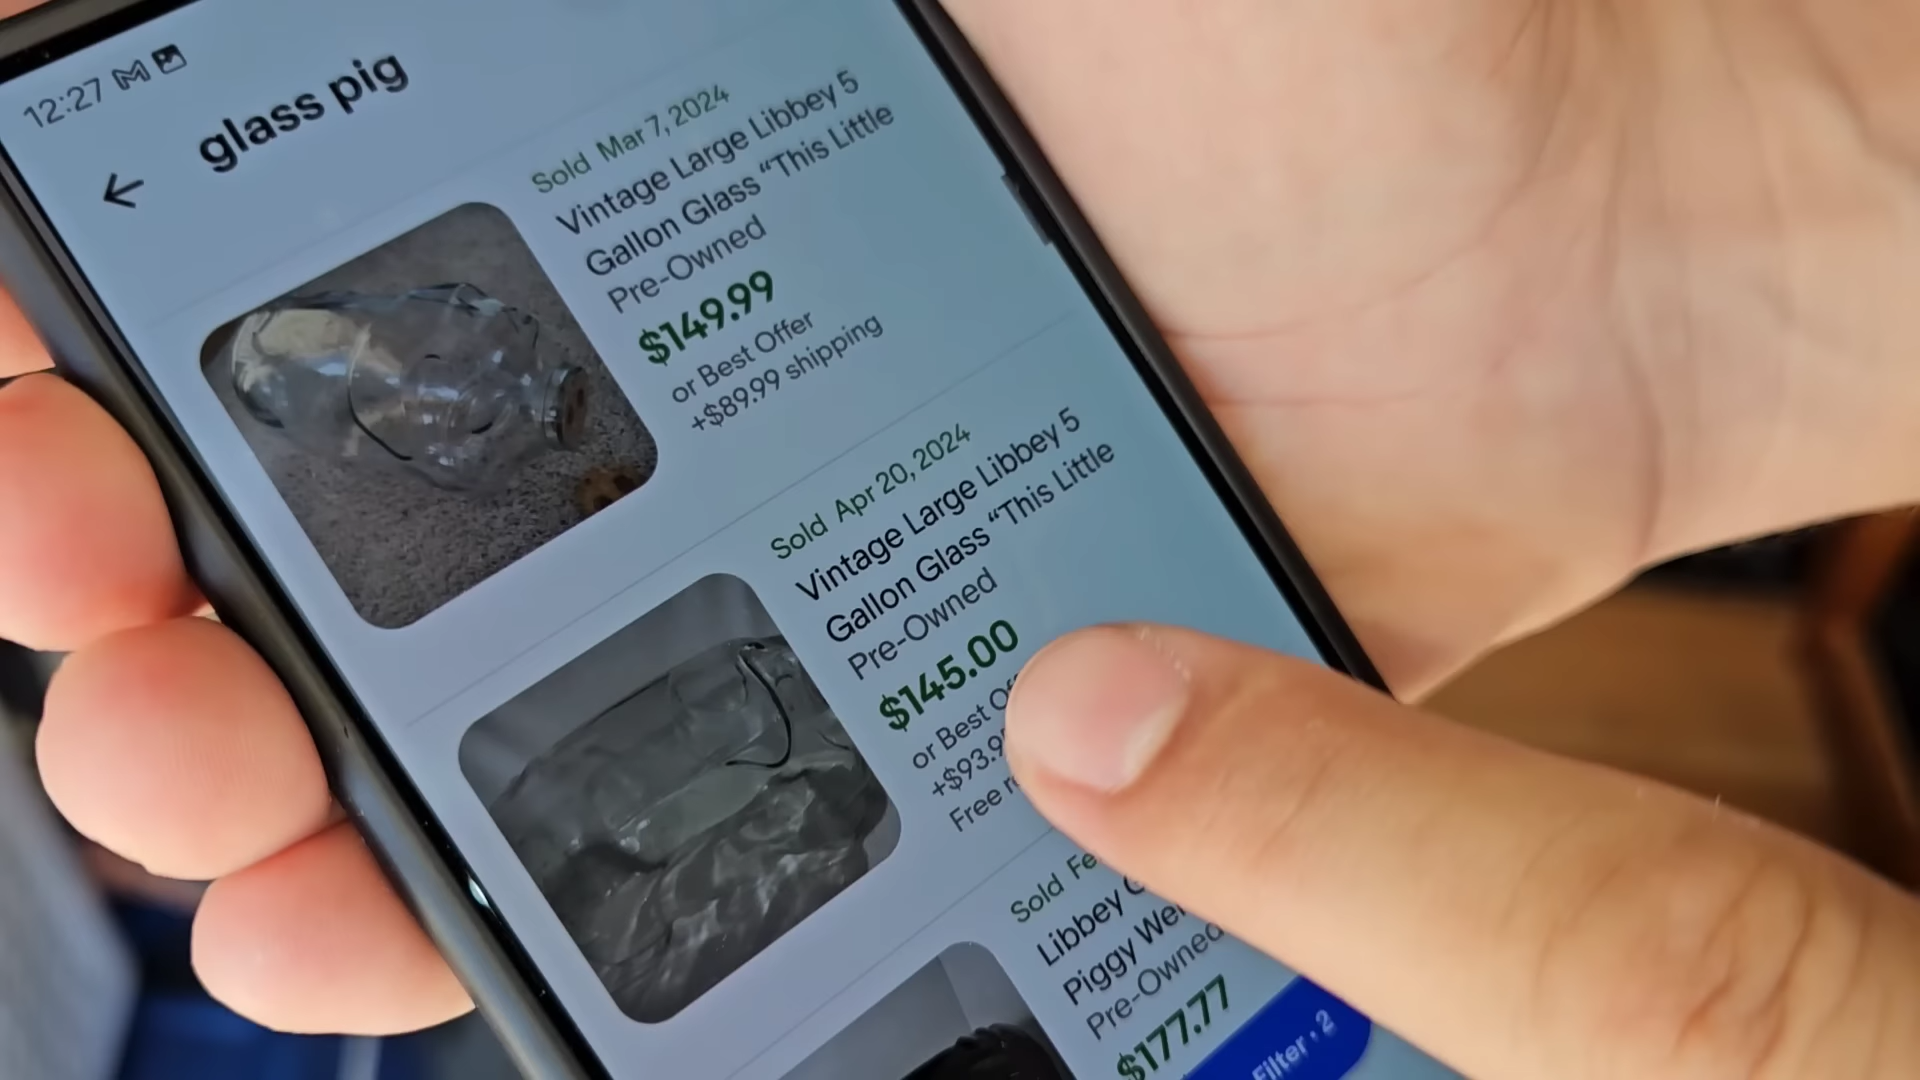 12:27
glass pig
Sold Mar 7, 2024
Vintage Large Libbey 5
Gallon Glass “This Little
Pre-Owned
$149.99
or Best Offer
+$89.99 shipping
Sold Apr 20, 2024
Vintage Large Libbey 5
Gallon Glass “This Little
Pre-Owned
$145.00
or Best
Free
Sold
Libbey
Piggy
Pre-Owned
$177.77
Filter • 2